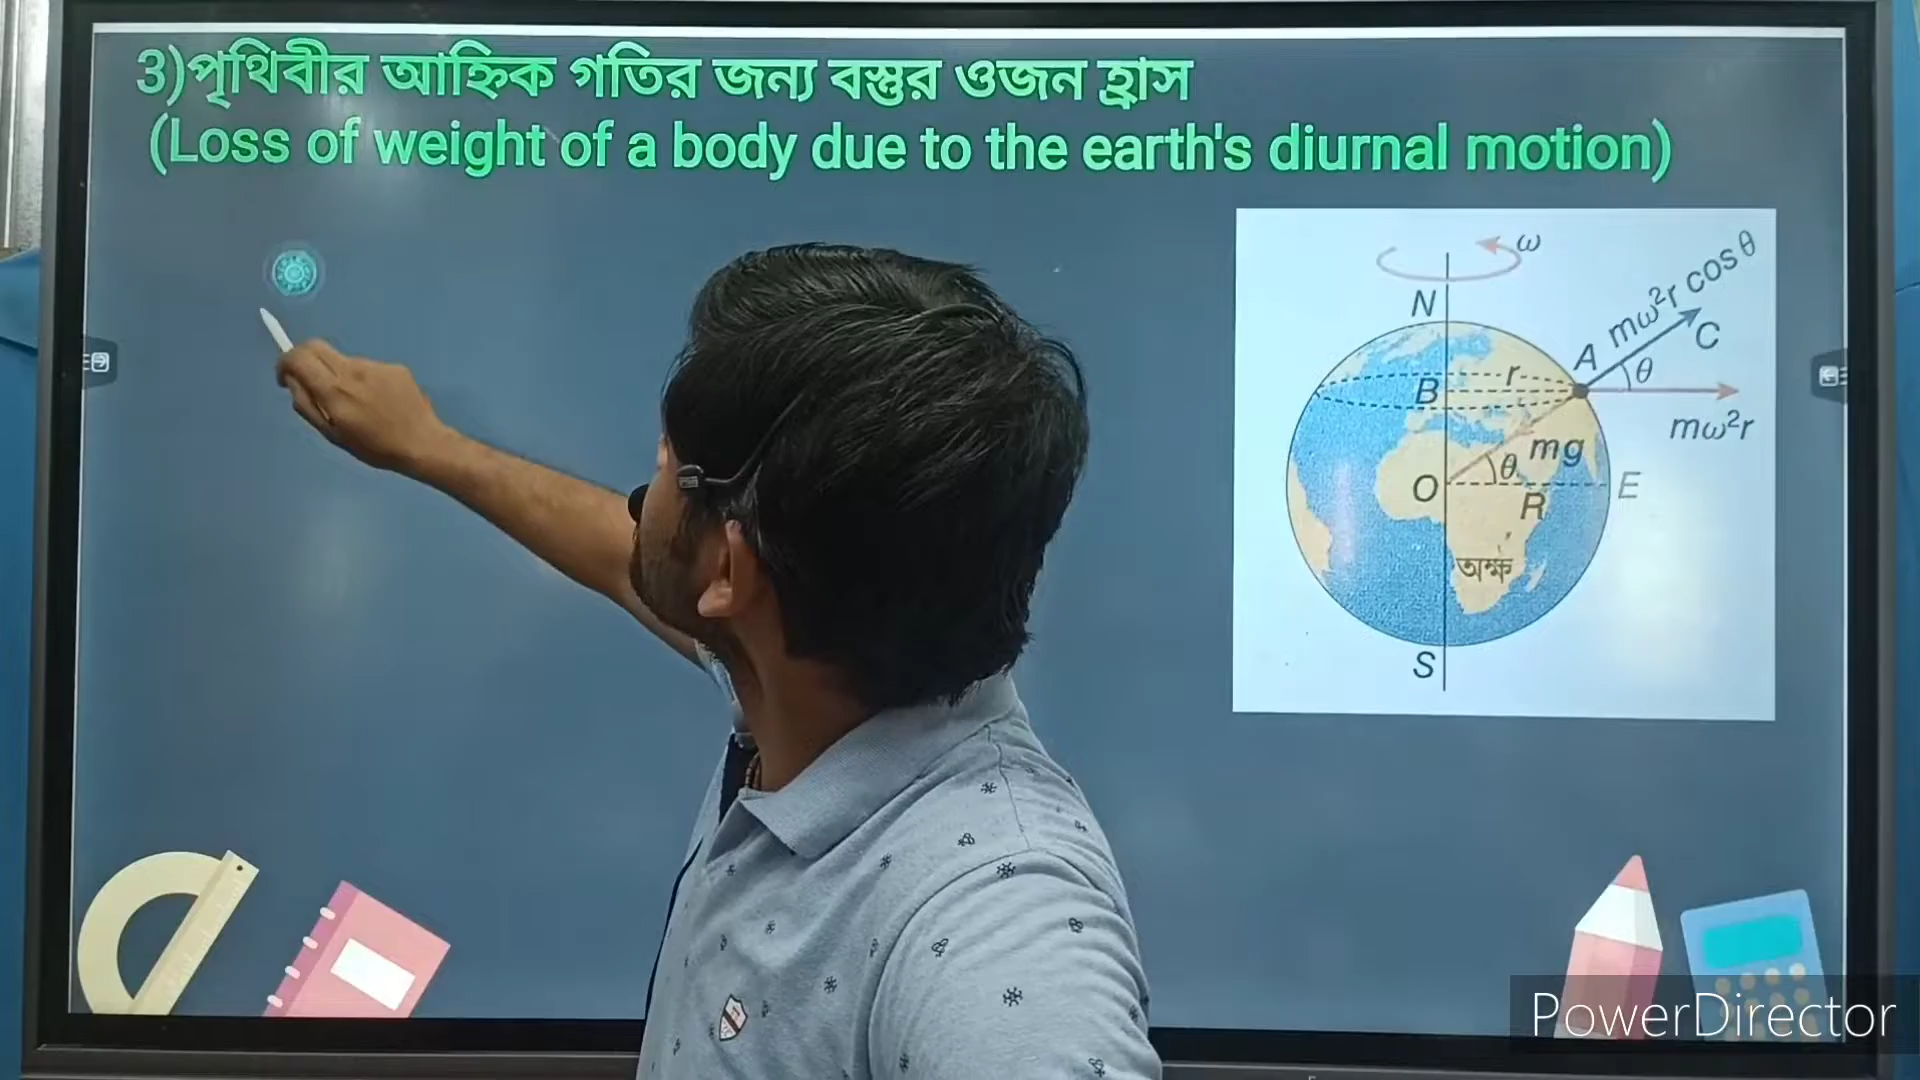 3)পৃথিবীর আহ্নিক গতির জন্য বস্তুর ওজন হ্রাস
(Loss of weight of a body due to the earth's diurnal motion)
ω
N
mω²r cos θ
C
A
θ
B
r
mω²r
mg
θ
O
R
E
অক্ষ
S
PowerDirector